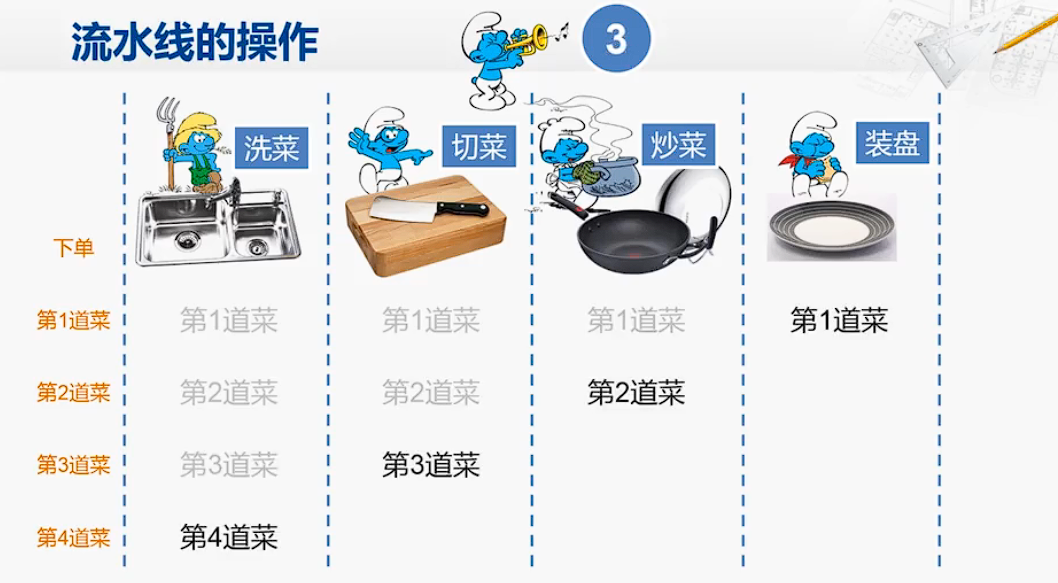 流水线的操作
3
洗菜
切菜
炒菜
装盘
下单
第1道菜 第1道菜 第1道菜 第1道菜 第1道菜
第2道菜 第2道菜 第2道菜 第2道菜
第3道菜 第3道菜 第3道菜
第4道菜 第4道菜